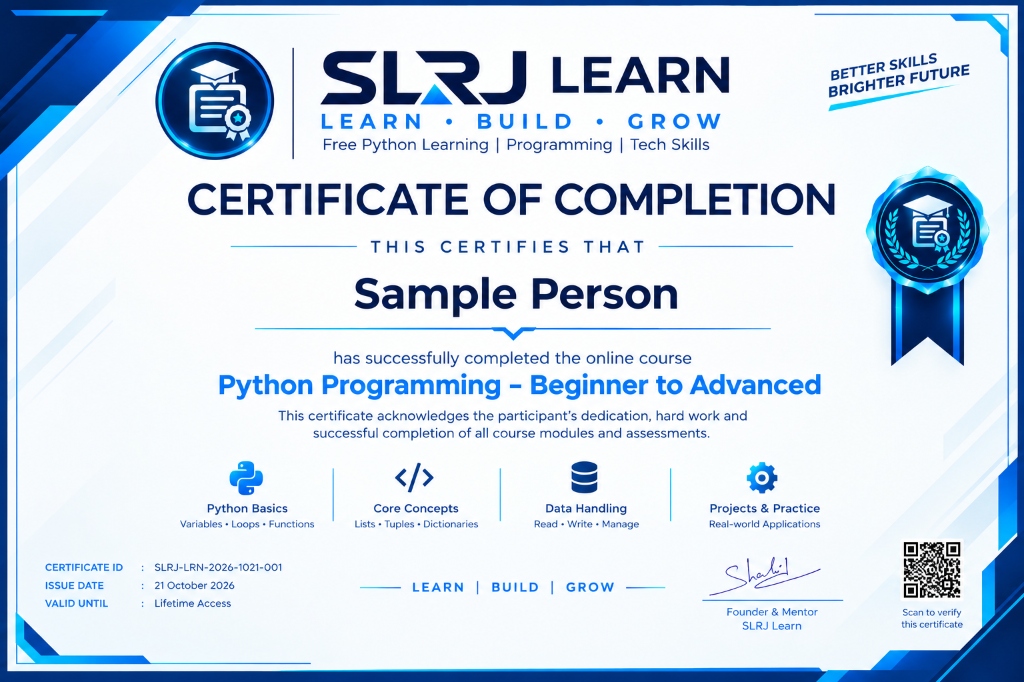 SLRJ LEARN
LEARN • BUILD • GROW
Free Python Learning | Programming | Tech Skills
BETTER SKILLS
BRIGHTER FUTURE
CERTIFICATE OF COMPLETION
THIS CERTIFIES THAT
Sample Person
has successfully completed the online course
Python Programming – Beginner to Advanced
This certificate acknowledges the participant's dedication, hard work and
successful completion of all course modules and assessments.
Python Basics
Variables • Loops • Functions
Core Concepts
Lists • Tuples • Dictionaries
Data Handling
Read • Write • Manage
Projects & Practice
Real-world Applications
CERTIFICATE ID : SLRJ-LRN-2026-1021-001
ISSUE DATE : 21 October 2026
VALID UNTIL : Lifetime Access
LEARN | BUILD | GROW
Founder & Mentor
SLRJ Learn
Scan to verify
this certificate